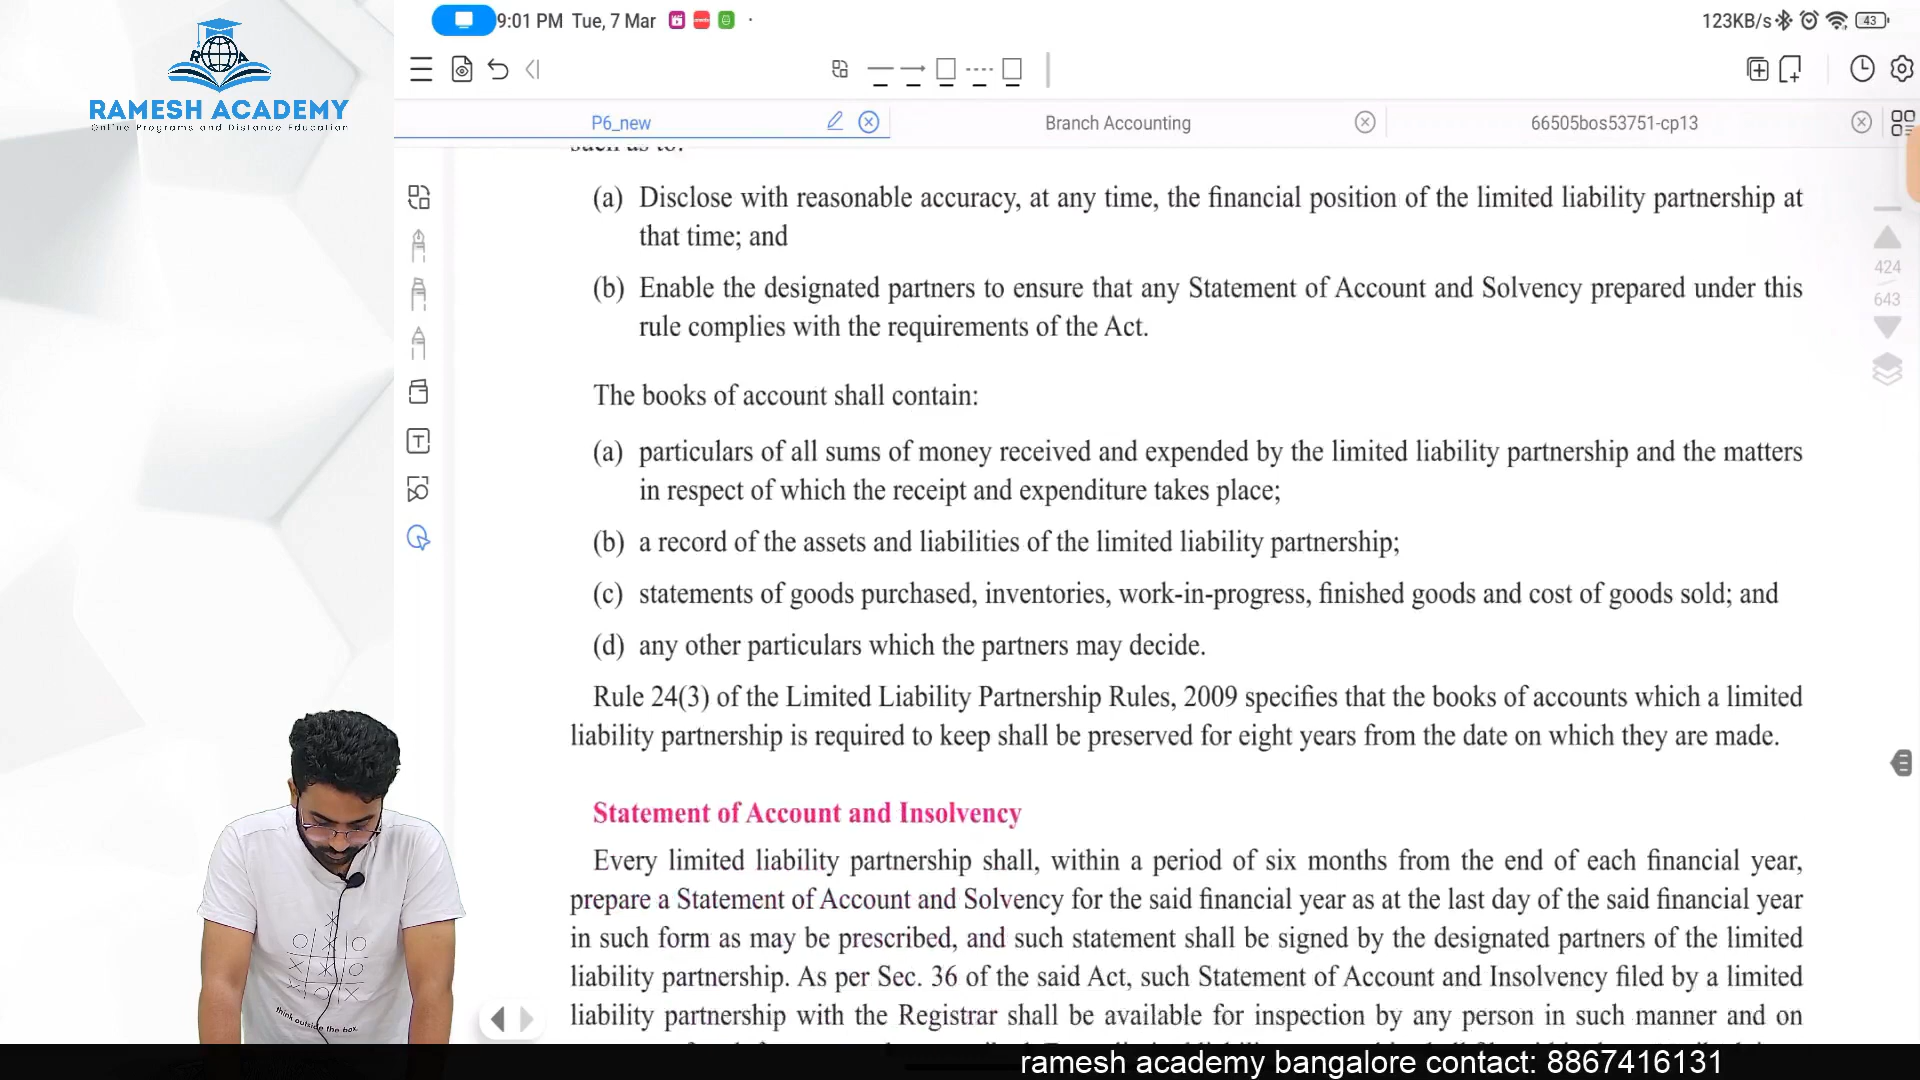 RAMESH ACADEMY
Online Programs and Distance Education
9:01 PM Tue, 7 Mar
123KB/s
43
P6_new
Branch Accounting
66505bos53751-cp13
such as to:
(a) Disclose with reasonable accuracy, at any time, the financial position of the limited liability partnership at
that time; and
(b) Enable the designated partners to ensure that any Statement of Account and Solvency prepared under this
rule complies with the requirements of the Act.
The books of account shall contain:
(a) particulars of all sums of money received and expended by the limited liability partnership and the matters
in respect of which the receipt and expenditure takes place;
(b) a record of the assets and liabilities of the limited liability partnership;
(c) statements of goods purchased, inventories, work-in-progress, finished goods and cost of goods sold; and
(d) any other particulars which the partners may decide.
Rule 24(3) of the Limited Liability Partnership Rules, 2009 specifies that the books of accounts which a limited
liability partnership is required to keep shall be preserved for eight years from the date on which they are made.
Statement of Account and Insolvency
Every limited liability partnership shall, within a period of six months from the end of each financial year,
prepare a Statement of Account and Solvency for the said financial year as at the last day of the said financial year
in such form as may be prescribed, and such statement shall be signed by the designated partners of the limited
liability partnership. As per Sec. 36 of the said Act, such Statement of Account and Insolvency filed by a limited
liability partnership with the Registrar shall be available for inspection by any person in such manner and on
424
643
think outside the box.
ramesh academy bangalore contact: 8867416131